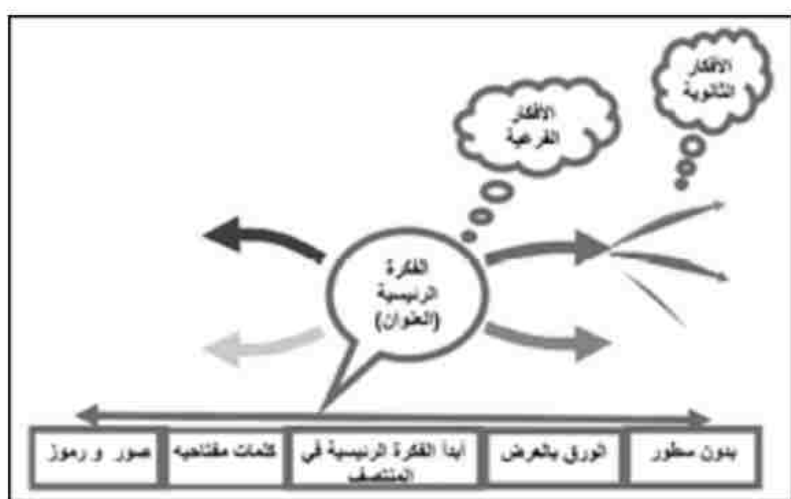 الأفكار
الثانوية
الأفكار
الفرعية
الفكرة
الرئيسية
(العنوان)
بدون سطور
الورق بالعرض
أبدأ الفكرة الرئيسية في
المنتصف
كلمات مفتاحيه
صور و رموز